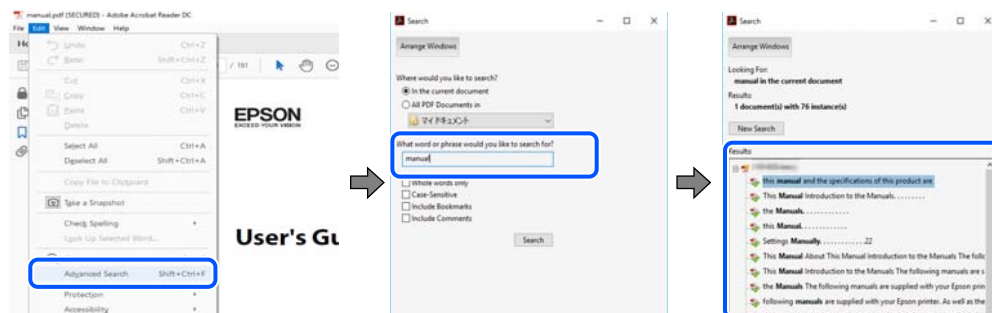 manual.pdf (SECURED) - Adobe Acrobat Reader DC
File Edit View Window Help
Undo Ctrl+Z
Redo Shift+Ctrl+Z
Cut Ctrl+X
Copy Ctrl+C
Paste Ctrl+V
Delete
Select All Ctrl+A
Deselect All Shift+Ctrl+A
Copy File to Clipboard
Take a Snapshot
Check Spelling
Look Up Selected Word...
Advanced Search Shift+Ctrl+F
Protection
Accessibility
/ 181
EPSON
EXCEED YOUR VISION
User's Gu
Search
Arrange Windows
Where would you like to search?
In the current document
All PDF Documents in
マイ ドキュメント
What word or phrase would you like to search for?
manual
Whole words only
Case-Sensitive
Include Bookmarks
Include Comments
Search
Search
Arrange Windows
Looking For:
manual in the current document
Results:
1 document(s) with 76 instance(s)
New Search
Results:
this manual and the specifications of this product are
This Manual Introduction to the Manuals.........
the Manuals............
this Manual............
Settings Manually............22
This Manual About This Manual Introduction to the Manuals The follo
This Manual Introduction to the Manuals The following manuals are s
the Manuals The following manuals are supplied with your Epson prin
following manuals are supplied with your Epson printer. As well as the